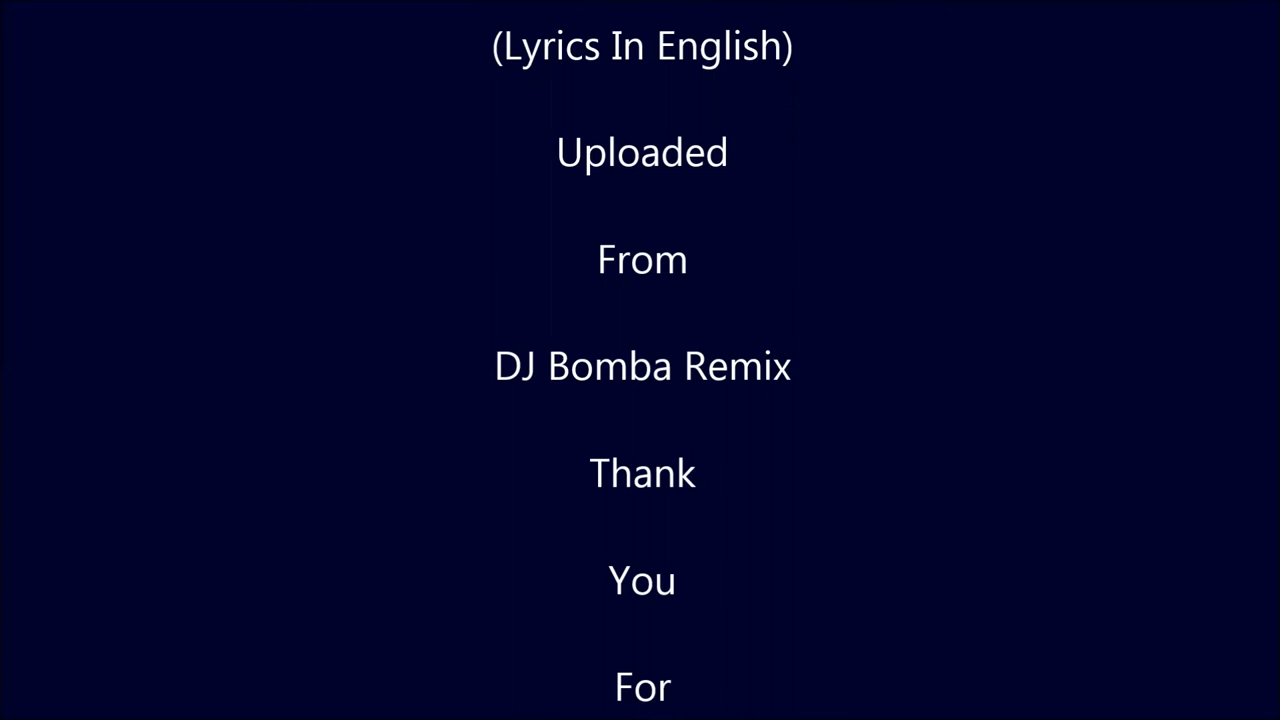 (Lyrics In English)
Uploaded
From
DJ Bomba Remix
Thank
You
For